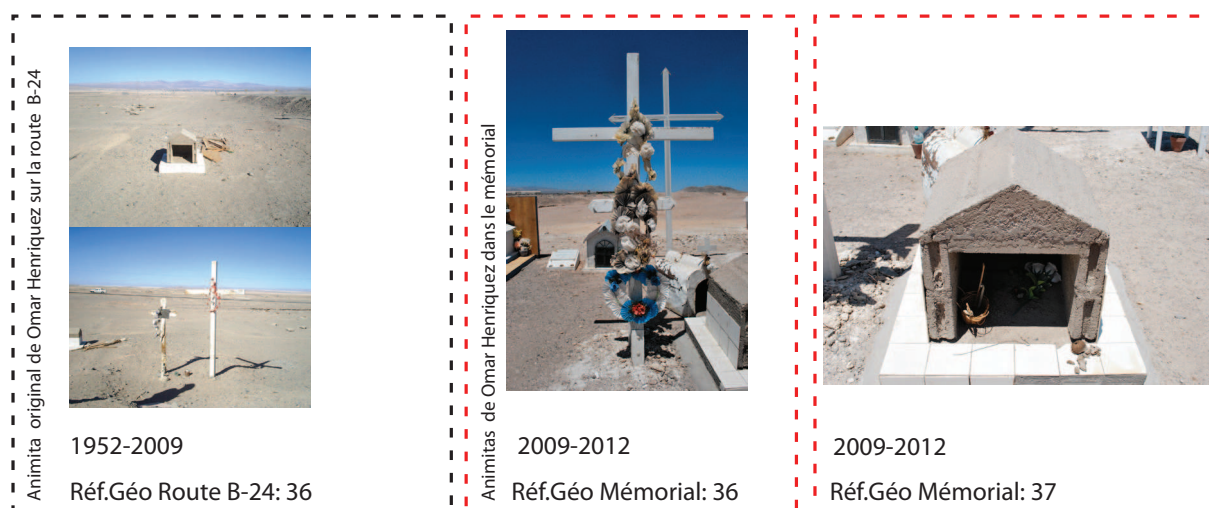 Animita original de Omar Henriquez sur la route B-24
1952-2009
Réf.Géo Route B-24: 36
Animitas de Omar Henriquez dans le mémorial
2009-2012
Réf.Géo Mémorial: 36
2009-2012
Réf.Géo Mémorial: 37